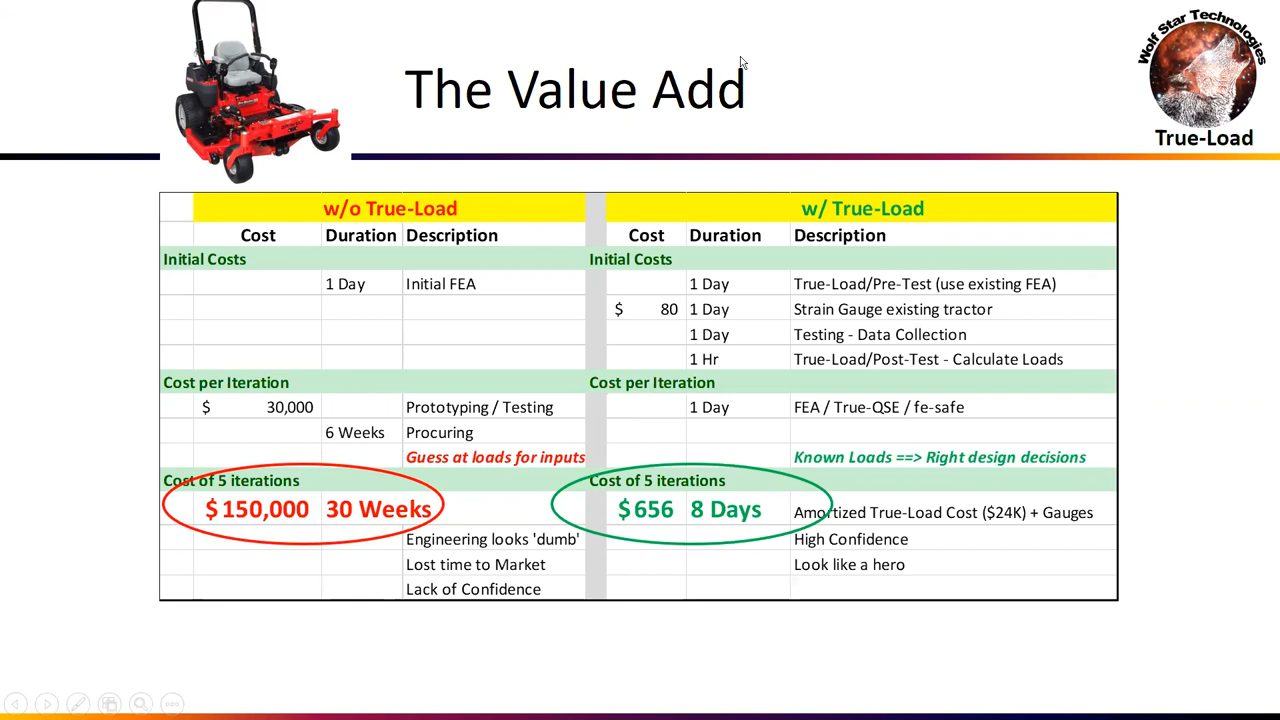 The Value Add
Wolf Star Technologies
True-Load
w/o True-Load w/ True-Load
Cost Duration Description Cost Duration Description
Initial Costs Initial Costs
1 Day Initial FEA 1 Day True-Load/Pre-Test (use existing FEA)
$ 80 1 Day Strain Gauge existing tractor
1 Day Testing - Data Collection
1 Hr True-Load/Post-Test - Calculate Loads
Cost per Iteration Cost per Iteration
$ 30,000 Prototyping / Testing 1 Day FEA / True-QSE / fe-safe
6 Weeks Procuring
Guess at loads for inputs Known Loads ==> Right design decisions
Cost of 5 iterations Cost of 5 iterations
$ 150,000 30 Weeks $ 656 8 Days Amortized True-Load Cost ($24K) + Gauges
Engineering looks 'dumb' High Confidence
Lost time to Market Look like a hero
Lack of Confidence